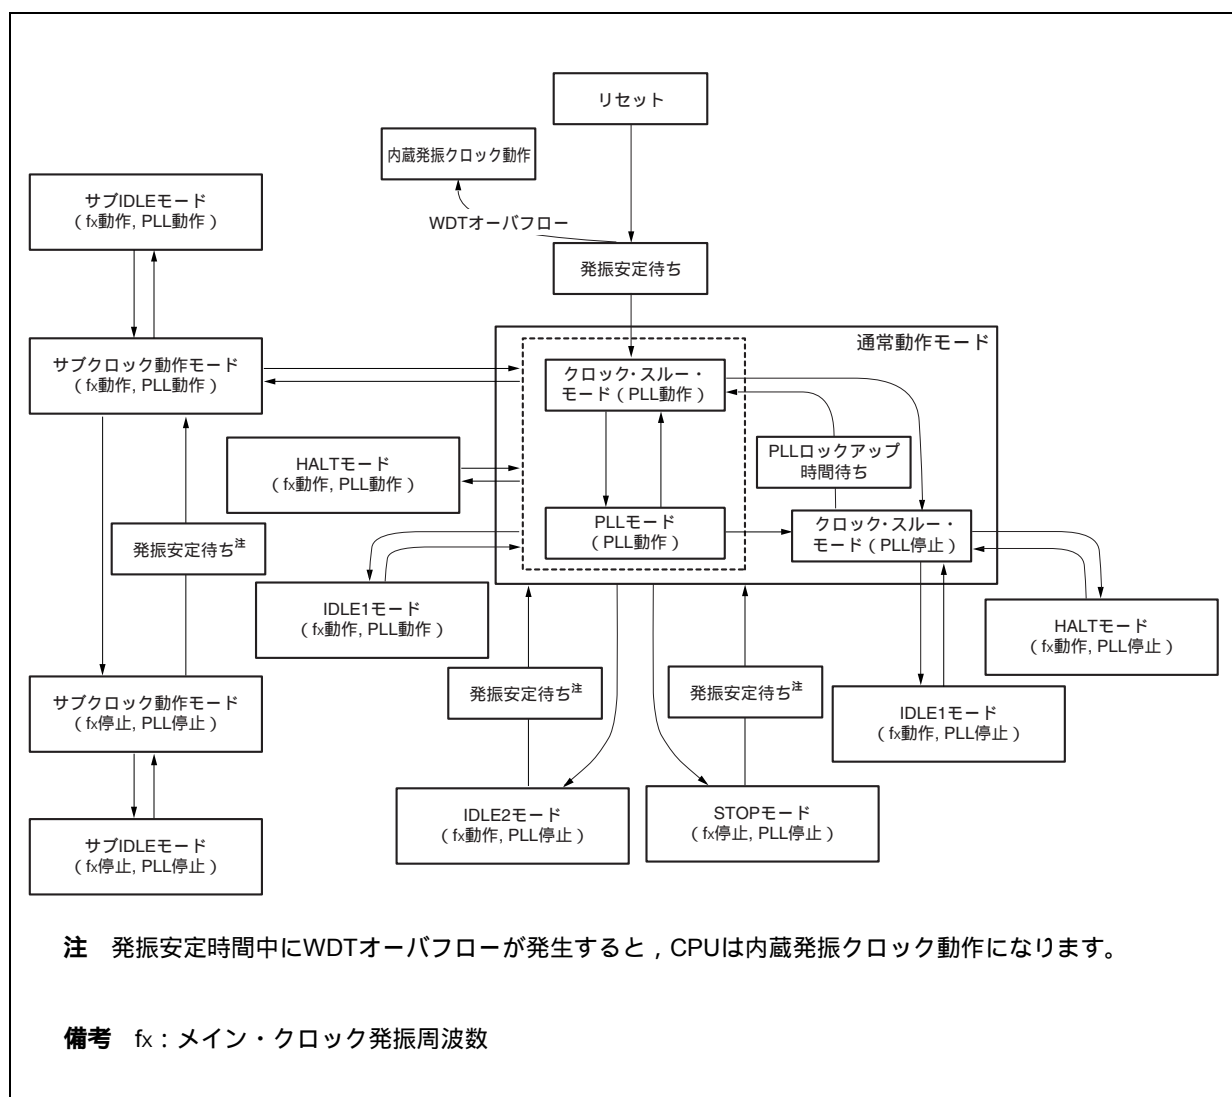 リセット
内蔵発振クロック動作
サブIDLEモード
( fx動作, PLL動作 )
WDTオーバフロー
発振安定待ち
通常動作モード
サブクロック動作モード
( fx動作, PLL動作 )
クロック・スルー・
モード ( PLL動作 )
HALTモード
( fx動作, PLL動作 )
PLLロックアップ
時間待ち
発振安定待ち注
PLLモード
( PLL動作 )
クロック・スルー・
モード ( PLL停止 )
IDLE1モード
( fx動作, PLL動作 )
HALTモード
( fx動作, PLL停止 )
サブクロック動作モード
( fx停止, PLL停止 )
発振安定待ち注
発振安定待ち注
IDLE1モード
( fx動作, PLL停止 )
IDLE2モード
( fx動作, PLL停止 )
STOPモード
( fx停止, PLL停止 )
サブIDLEモード
( fx停止, PLL停止 )
注 発振安定時間中にWDTオーバフローが発生すると , CPUは内蔵発振クロック動作になります。
備考 fx : メイン・クロック発振周波数